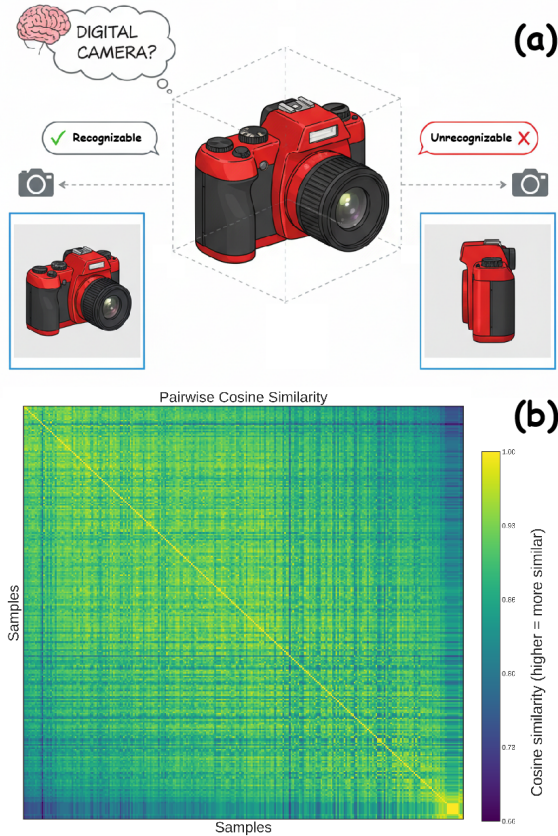 DIGITAL
CAMERA?
(a)
Recognizable
Unrecognizable
Pairwise Cosine Similarity
(b)
Samples
Samples
1.00
0.93
0.86
0.80
0.73
0.66
Cosine similarity (higher = more similar)